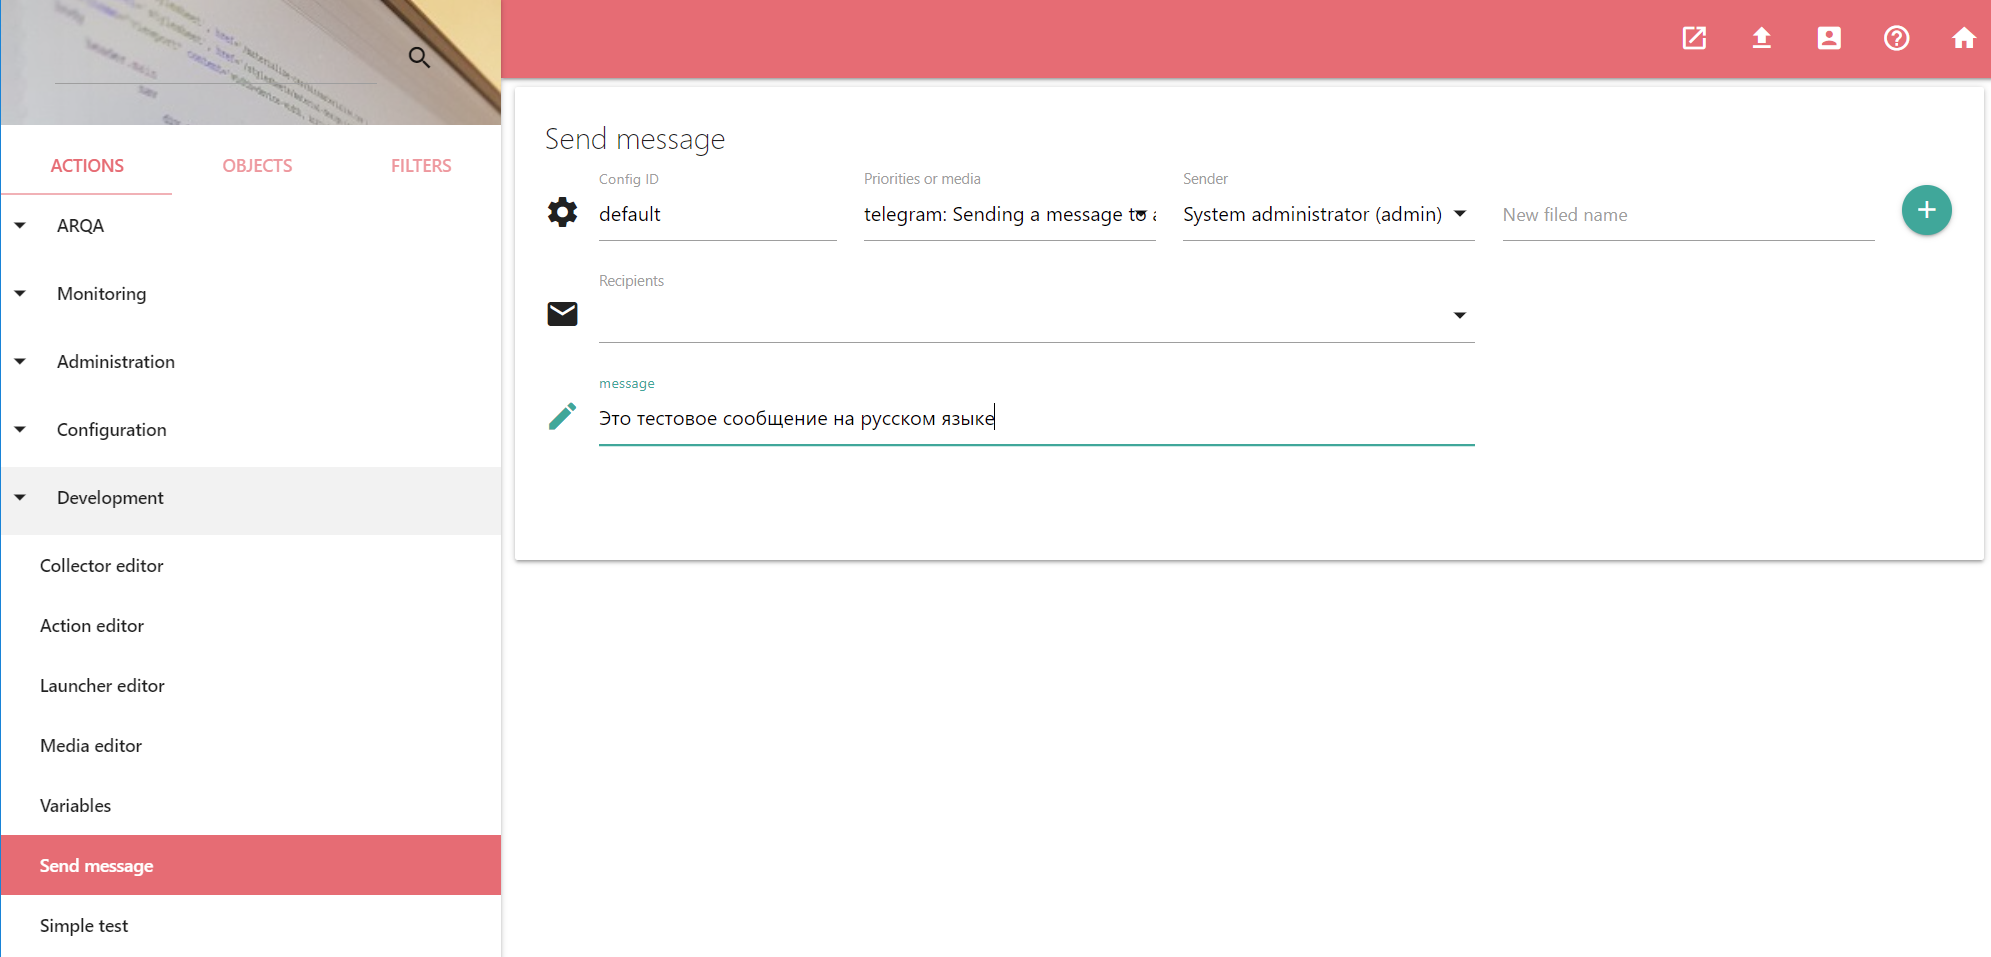 ACTIONS OBJECTS FILTERS
ARQA
Monitoring
Administration
Configuration
Development
Collector editor
Action editor
Launcher editor
Media editor
Variables
Send message
Simple test
Send message
Config ID Priorities or media Sender
default telegram: Sending a message to a System administrator (admin) New filed name
Recipients
message
Это тестовое сообщение на русском языке